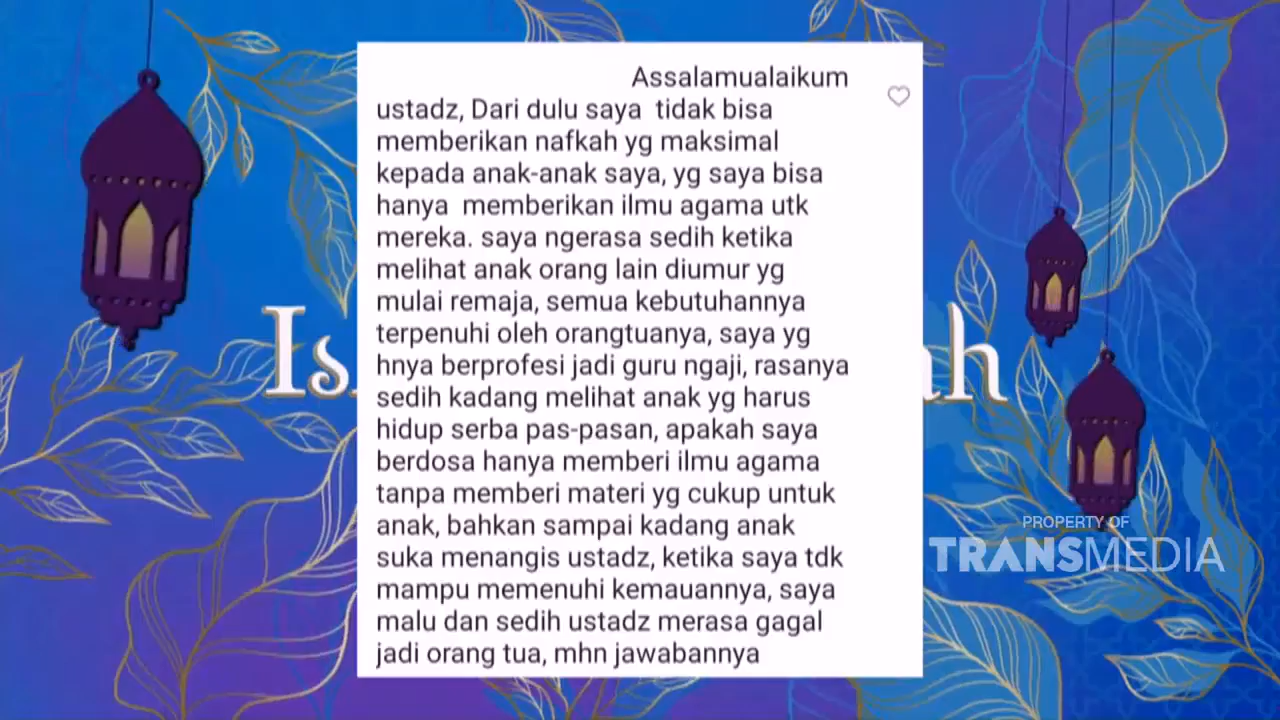 Assalamualaikum
ustadz, Dari dulu saya  tidak bisa
memberikan nafkah yg maksimal
kepada anak-anak saya, yg saya bisa
hanya  memberikan ilmu agama utk
mereka. saya ngerasa sedih ketika
melihat anak orang lain diumur yg
mulai remaja, semua kebutuhannya
terpenuhi oleh orangtuanya, saya yg
hnya berprofesi jadi guru ngaji, rasanya
sedih kadang melihat anak yg harus
hidup serba pas-pasan, apakah saya
berdosa hanya memberi ilmu agama
tanpa memberi materi yg cukup untuk
anak, bahkan sampai kadang anak
suka menangis ustadz, ketika saya tdk
mampu memenuhi kemauannya, saya
malu dan sedih ustadz merasa gagal
jadi orang tua, mhn jawabannya
PROPERTY OF
TRANSMEDIA